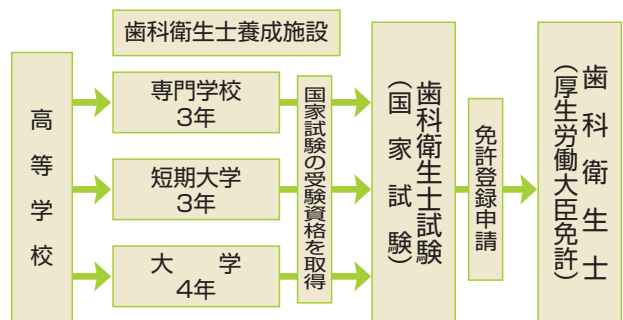 歯科衛生士養成施設
高等学校
専門学校
3年
短期大学
3年
大　学
4年
国家試験の受験資格を取得
歯科衛生士試験
(国家試験)
免許登録申請
歯科衛生士
(厚生労働大臣免許)